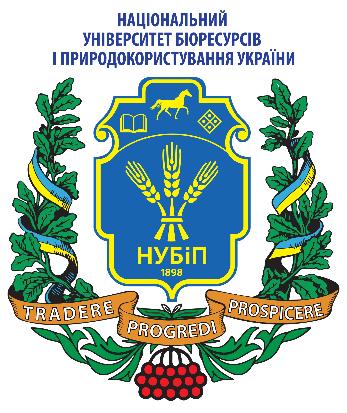 НАЦІОНАЛЬНИЙ
УНІВЕРСИТЕТ БІОРЕСУРСІВ
І ПРИРОДОКОРИСТУВАННЯ УКРАЇНИ
НУБіП
1898
TRADERE PROGREDI PROSPICERE